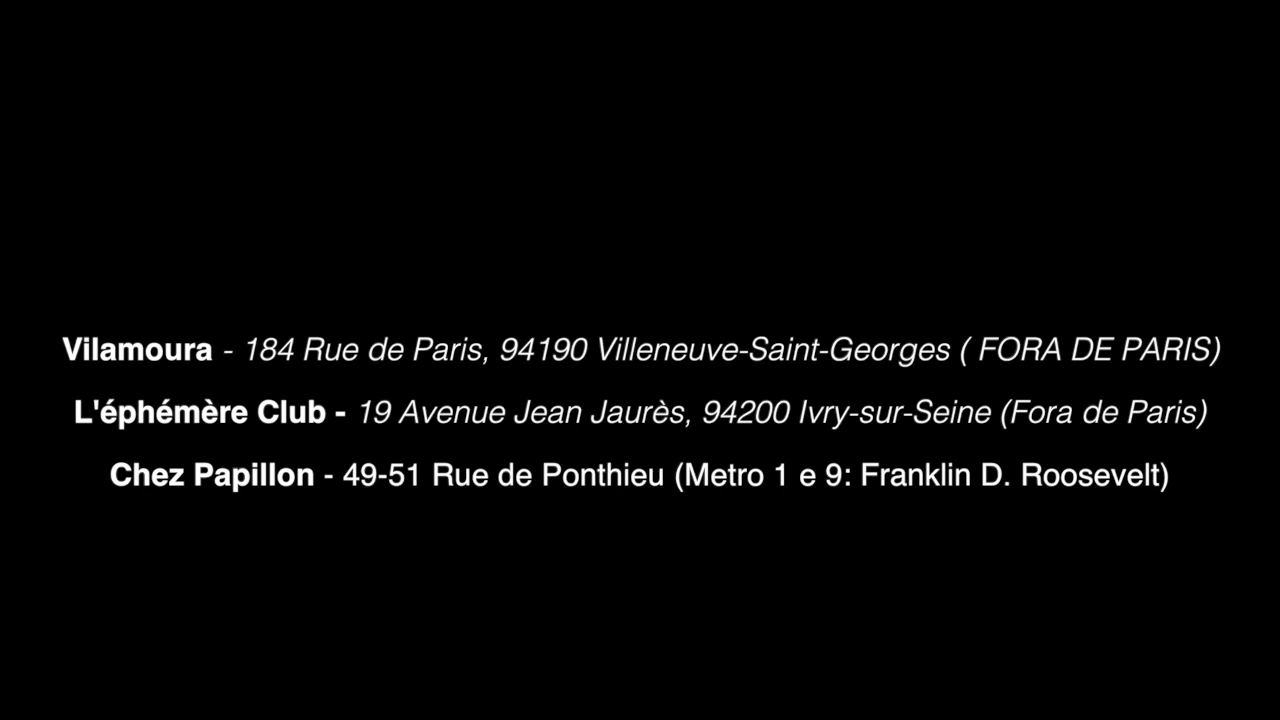 Vilamoura - 184 Rue de Paris, 94190 Villeneuve-Saint-Georges ( FORA DE PARIS)
L'éphémère Club - 19 Avenue Jean Jaurès, 94200 Ivry-sur-Seine (Fora de Paris)
Chez Papillon - 49-51 Rue de Ponthieu (Metro 1 e 9: Franklin D. Roosevelt)